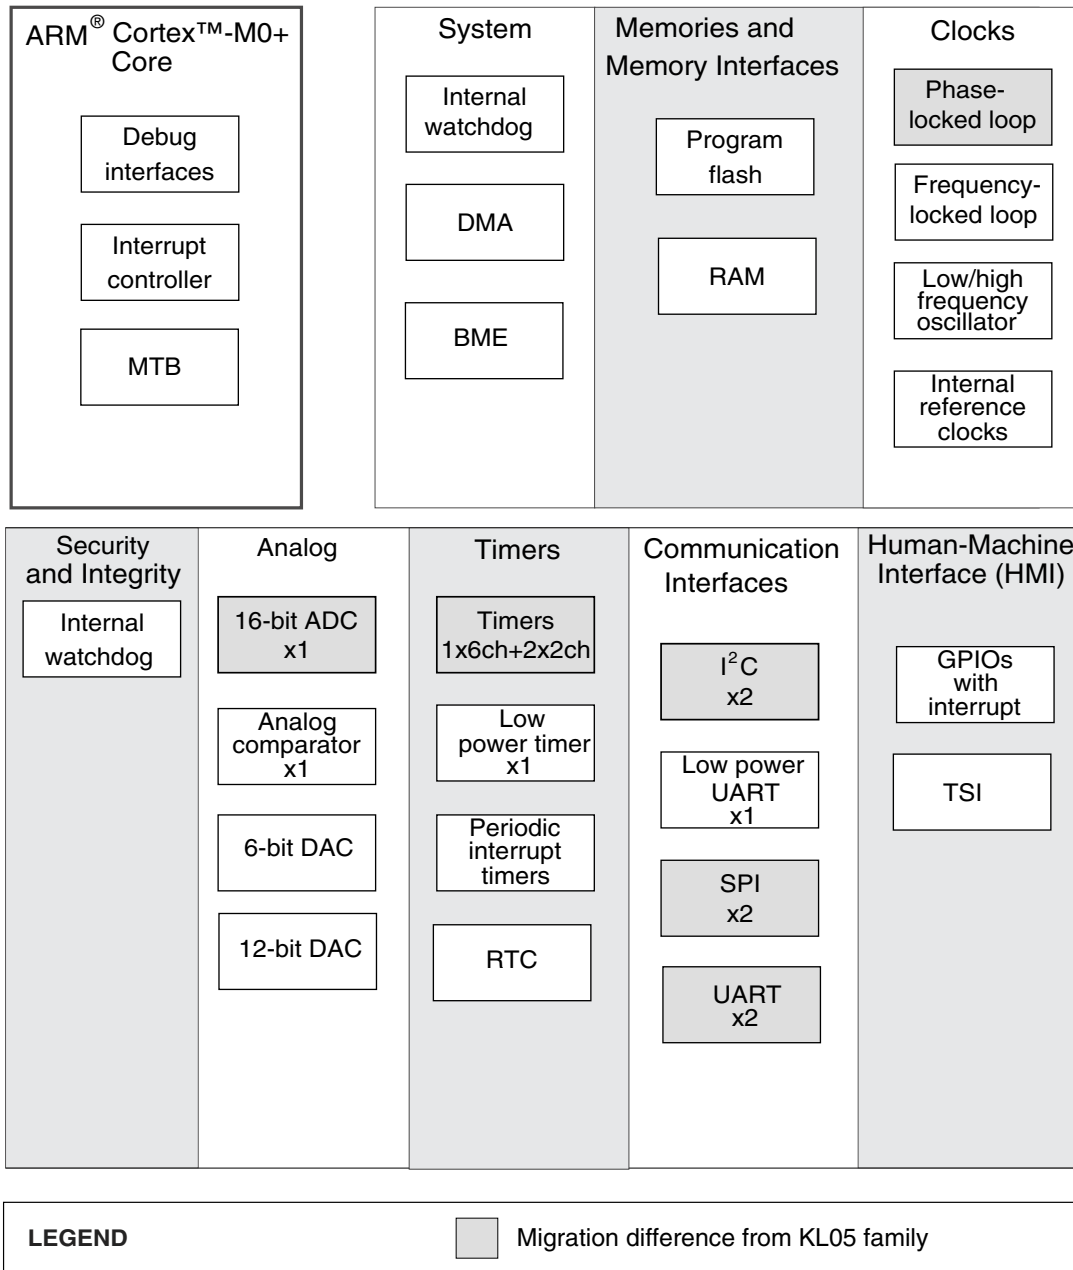 ARM® Cortex™-M0+
Core
Debug
interfaces
Interrupt
controller
MTB
System
Internal
watchdog
DMA
BME
Memories and
Memory Interfaces
Program
flash
RAM
Clocks
Phase-
locked loop
Frequency-
locked loop
Low/high
frequency
oscillator
Internal
reference
clocks
Security
and Integrity
Internal
watchdog
Analog
16-bit ADC
x1
Analog
comparator
x1
6-bit DAC
12-bit DAC
Timers
Timers
1x6ch+2x2ch
Low
power timer
x1
Periodic
interrupt
timers
RTC
Communication
Interfaces
I²C
x2
Low power
UART
x1
SPI
x2
UART
x2
Human-Machine
Interface (HMI)
GPIOs
with
interrupt
TSI
LEGEND
Migration difference from KL05 family